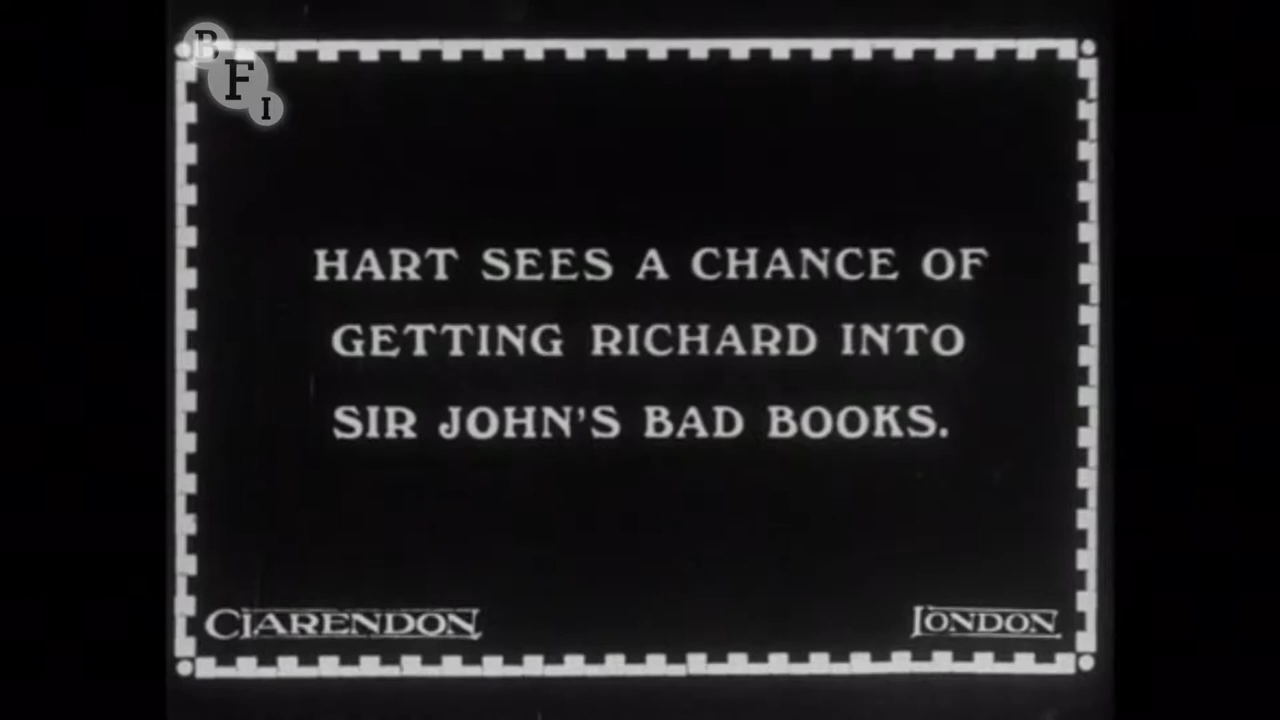 BFI
HART SEES A CHANCE OF
GETTING RICHARD INTO
SIR JOHN'S BAD BOOKS.
CLARENDON
LONDON